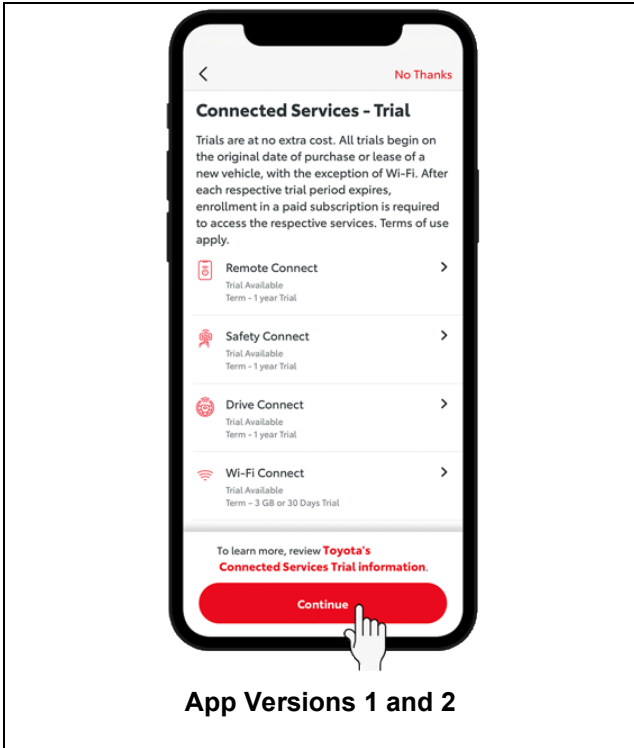 No Thanks
Connected Services - Trial
Trials are at no extra cost. All trials begin on
the original date of purchase or lease of a
new vehicle, with the exception of Wi-Fi. After
each respective trial period expires,
enrollment in a paid subscription is required
to access the respective services. Terms of use
apply.
Remote Connect
Trial Available
Term - 1 year Trial
Safety Connect
Trial Available
Term - 1 year Trial
Drive Connect
Trial Available
Term - 1 year Trial
Wi-Fi Connect
Trial Available
Term – 3 GB or 30 Days Trial
To learn more, review Toyota's
Connected Services Trial information.
Continue
App Versions 1 and 2